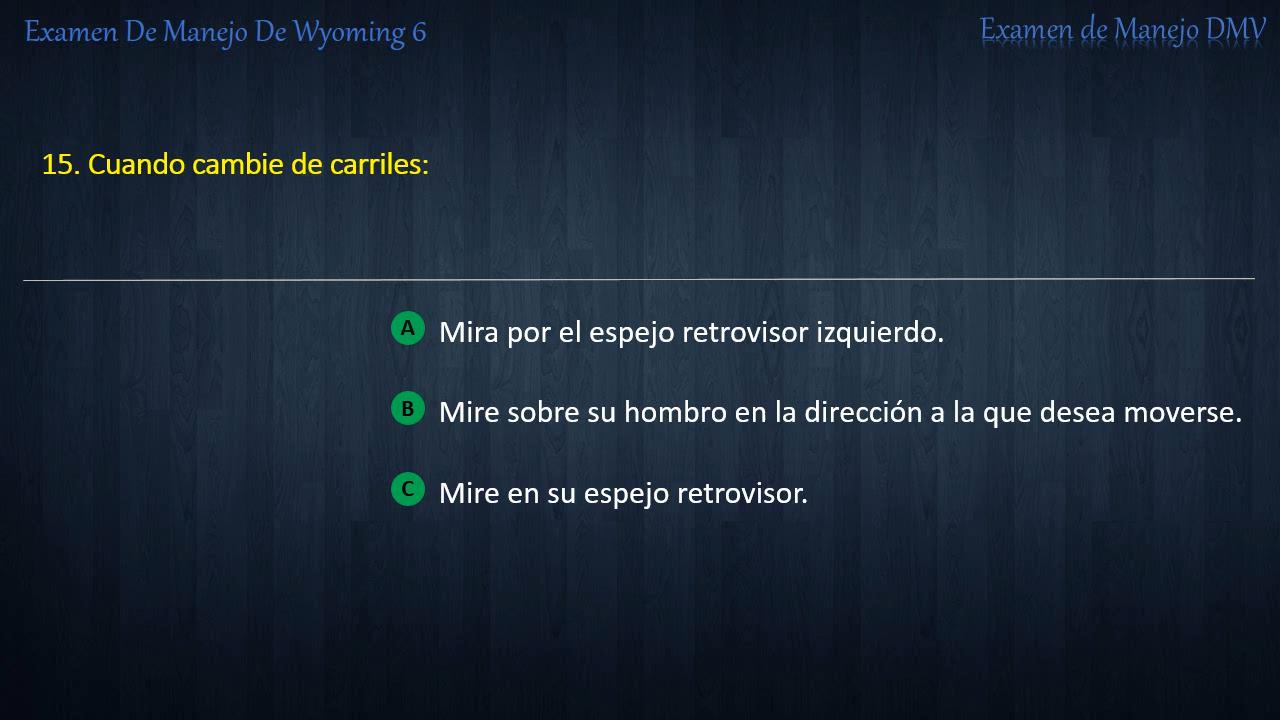 Examen De Manejo De Wyoming 6
Examen de Manejo DMV
15. Cuando cambie de carriles:
A Mira por el espejo retrovisor izquierdo.
B Mire sobre su hombro en la dirección a la que desea moverse.
C Mire en su espejo retrovisor.